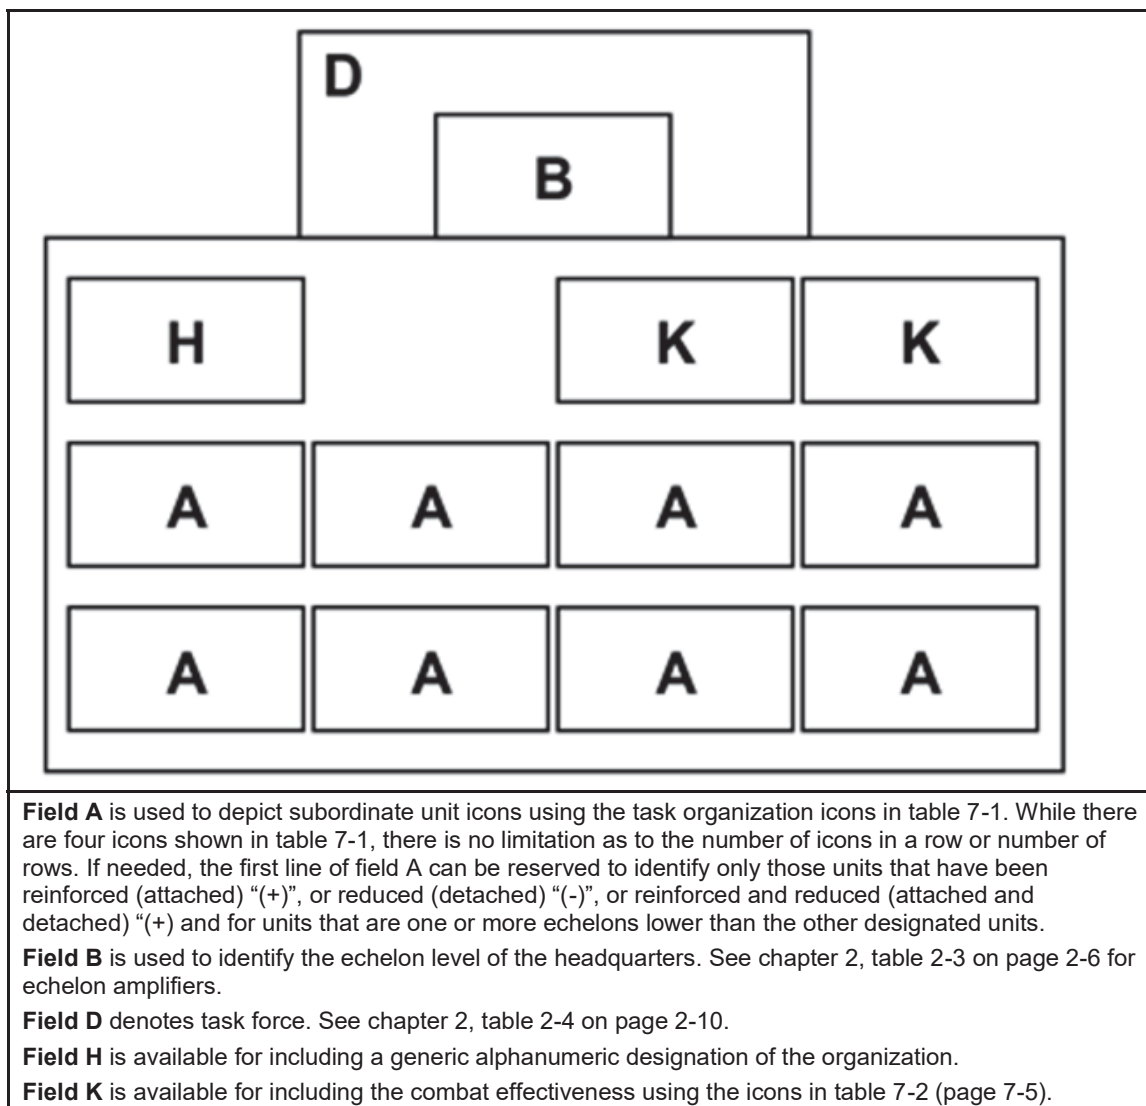 D
B
H K K
A A A A
A A A A
Field A is used to depict subordinate unit icons using the task organization icons in table 7-1. While there
are four icons shown in table 7-1, there is no limitation as to the number of icons in a row or number of
rows. If needed, the first line of field A can be reserved to identify only those units that have been
reinforced (attached) “(+)”, or reduced (detached) “(-)”, or reinforced and reduced (attached and
detached) “(+) and for units that are one or more echelons lower than the other designated units.
Field B is used to identify the echelon level of the headquarters. See chapter 2, table 2-3 on page 2-6 for
echelon amplifiers.
Field D denotes task force. See chapter 2, table 2-4 on page 2-10.
Field H is available for including a generic alphanumeric designation of the organization.
Field K is available for including the combat effectiveness using the icons in table 7-2 (page 7-5).